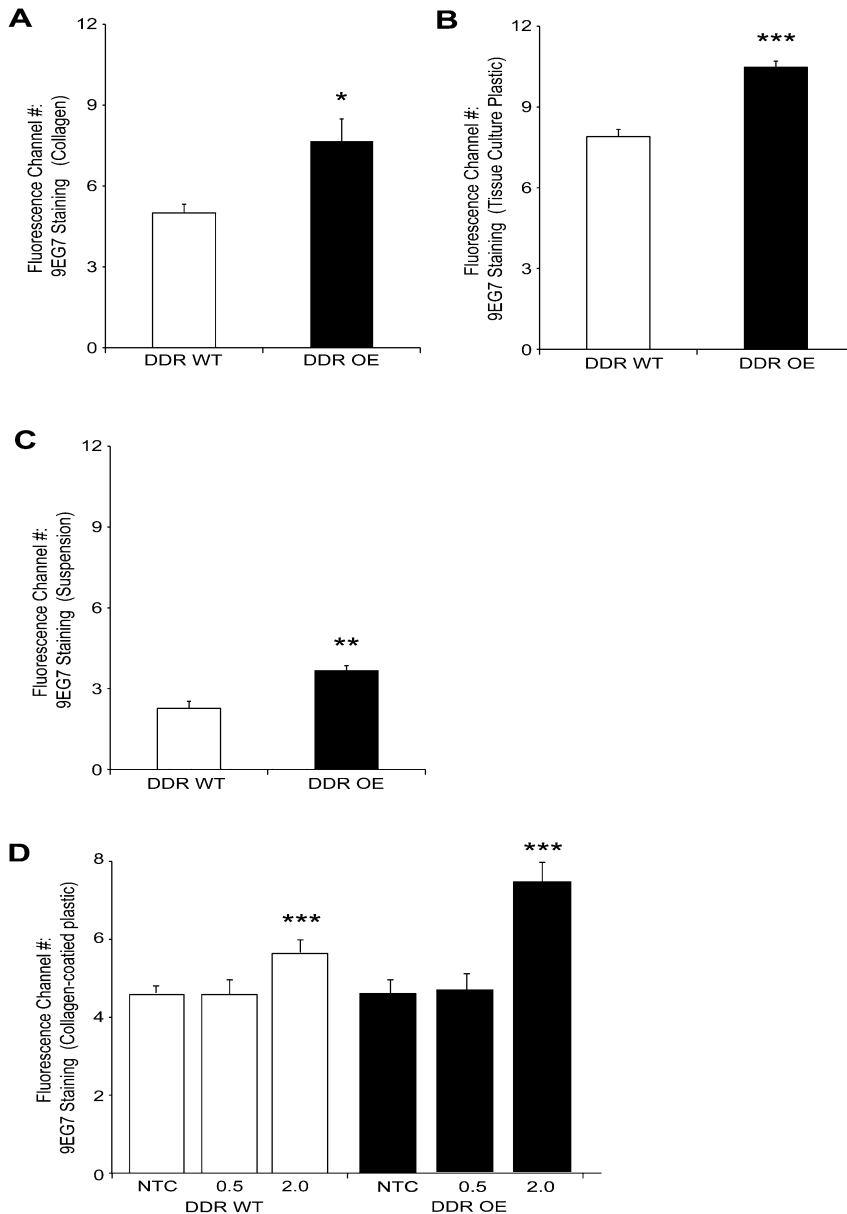 A
Fluorescence Channel #:
9EG7 Staining (Collagen)
12
9
6
3
0
*
DDR WT DDR OE
B
Fluorescence Channel #:
9EG7 Staining (Tissue Culture Plastic)
12
9
6
3
0
***
DDR WT DDR OE
C
Fluorescence Channel #:
9EG7 Staining (Suspension)
12
9
6
3
0
**
DDR WT DDR OE
D
Fluorescence Channel #:
9EG7 Staining (Collagen-coatied plastic)
8
6
4
2
0
***
***
NTC 0.5 2.0 NTC 0.5 2.0
DDR WT DDR OE